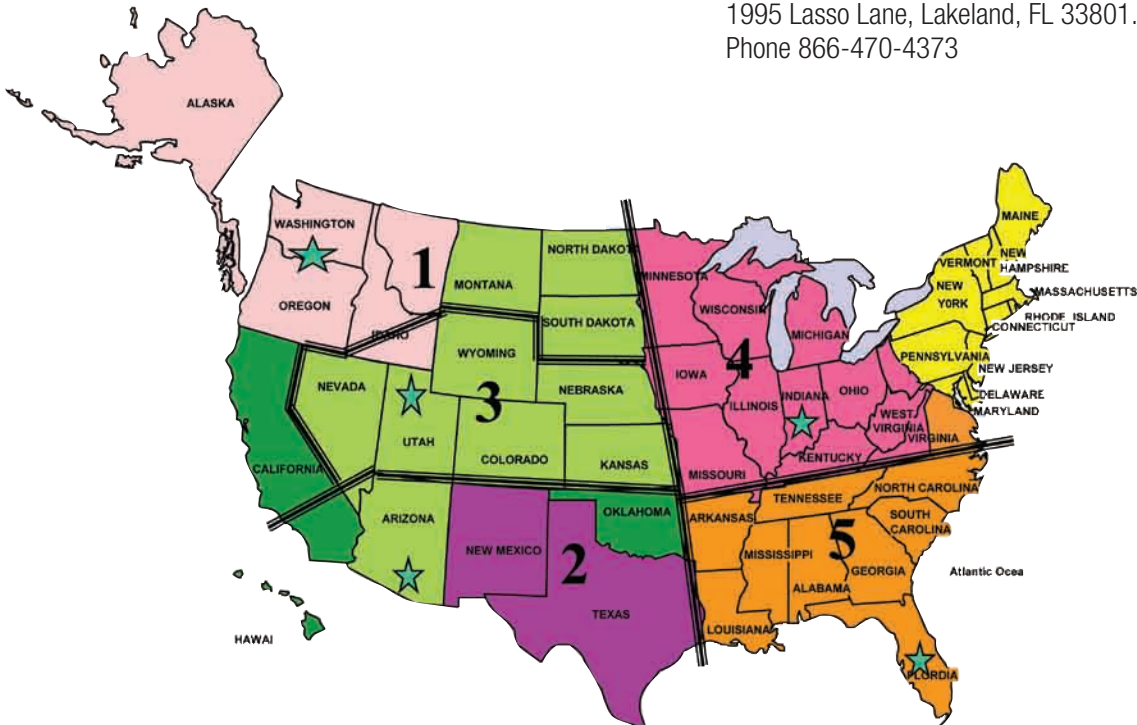 1995 Lasso Lane, Lakeland, FL 33801.
Phone 866-470-4373
ALASKA
WASHINGTON
OREGON
IDAHO
1
MONTANA
NORTH DAKOTA
SOUTH DAKOTA
WYOMING
NEBRASKA
NEVADA
UTAH
3
COLORADO
KANSAS
CALIFORNIA
ARIZONA
NEW MEXICO
OKLAHOMA
2
TEXAS
HAWAI
MINNESOTA
WISCONSIN
MICHIGAN
IOWA
4
ILLINOIS
INDIANA
OHIO
WEST
VIRGINIA
VIRGINIA
KENTUCKY
MISSOURI
MAINE
VERMONT
NEW
HAMPSHIRE
NEW
Y0RK
MASSACHUSETTS
RHODE ISLAND
CONNECTICUT
PENNSYLVANIA
NEW JERSEY
DELAWARE
MARYLAND
TENNESSEE
NORTH CAROLINA
ARKANSAS
SOUTH
CAROLINA
MISSISSIPPI
5
GEORGIA
ALABAMA
LOUISIANA
FLORDIA
Atlantic Ocea